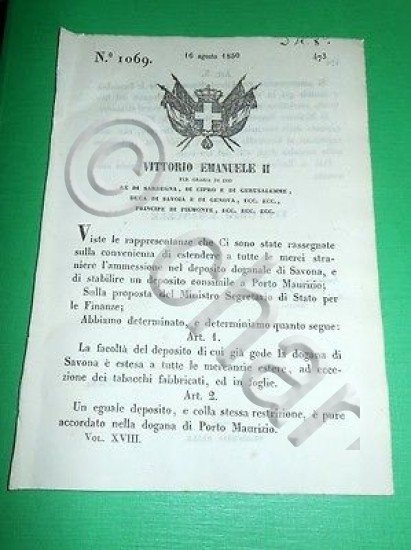 N.º 1069.
16 agosto 1850
473
VITTORIO EMANUELE II
PER GRAZIA DI DIO
RE DI SARDEGNA, DI CIPRO E DI GERUSALEMME,
DUCA DI SAVOIA E DI GENOVA, ECC. ECC.,
PRINCIPE DI PIEMONTE, ECC. ECC. ECC.
Viste le rappresentanze che Ci sono state rassegnate
sulla convenienza di estendere a tutte le merci stra-
niere l'ammessione nel deposito doganale di Savona, e
di stabilire un deposito consimile a Porto Maurizio;
Sulla proposta del Ministro Segretario di Stato per
le Finanze;
Abbiamo determinato, e determiniamo quanto segue:
Art. 1.
La facoltà del deposito di cui già gode la dogana di
Savona è estesa a tutte le mercanzie estere, ad ec-
cezione dei tabacchi fabbricati, ed in foglie.
Art. 2.
Un eguale deposito, e colla stessa restrizione, è pure
accordato nella dogana di Porto Maurizio.
VOL. XVIII.